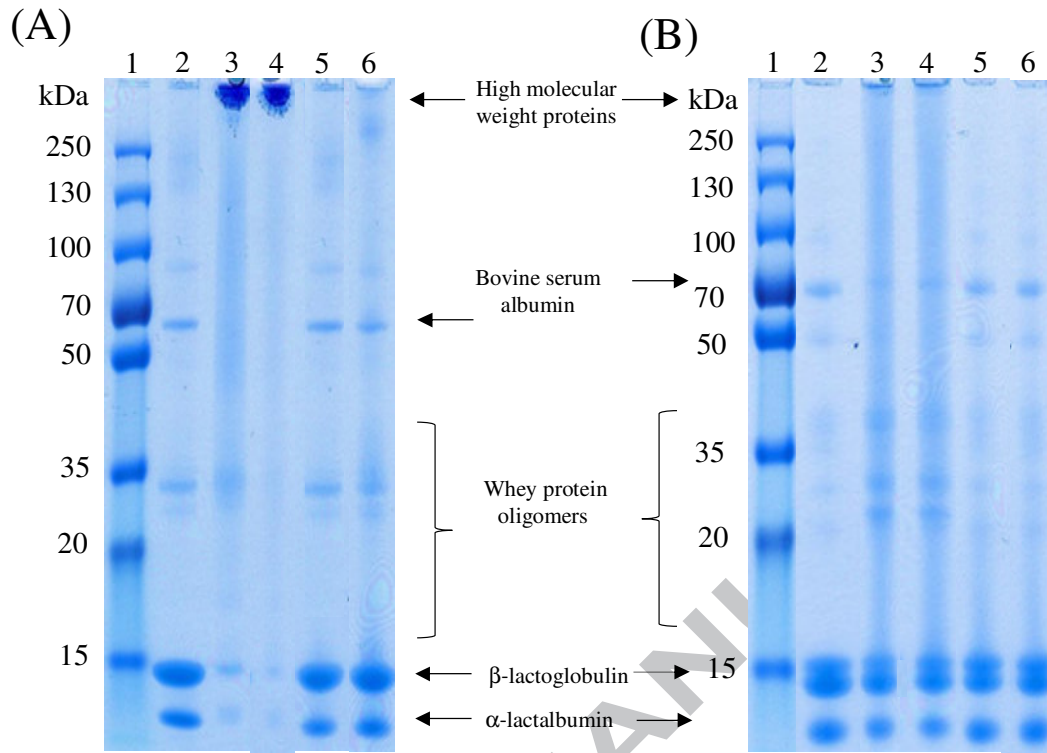 (A)
(B)
1 2 3 4 5 6
1 2 3 4 5 6
kDa
250
130
100
70
50
35
20
15
High molecular
weight proteins
Bovine serum
albumin
Whey protein
oligomers
β-lactoglobulin
α-lactalbumin
kDa
250
130
100
70
50
35
20
15